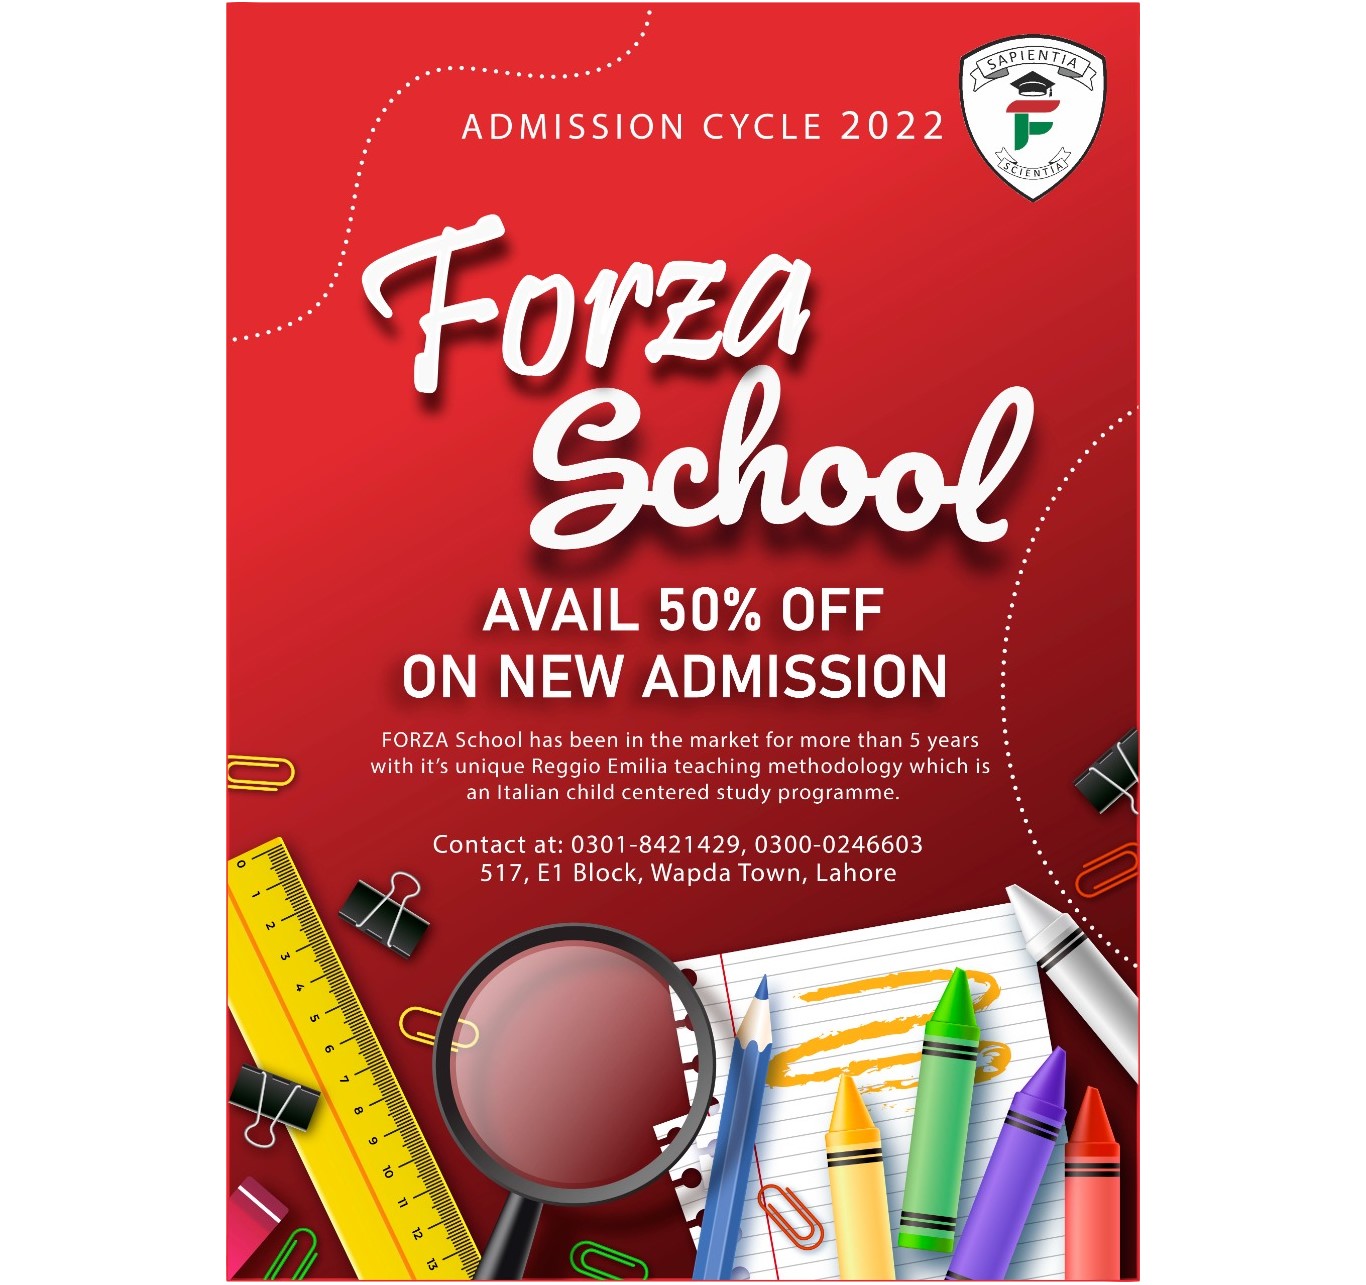 SAPIENTIA
F
SCIENTIA
ADMISSION CYCLE 2022
Forza
School
AVAIL 50% OFF
ON NEW ADMISSION
FORZA School has been in the market for more than 5 years
with it's unique Reggio Emilia teaching methodology which is
an Italian child centered study programme.
Contact at: 0301-8421429, 0300-0246603
517, E1 Block, Wapda Town, Lahore
0
1
2
3
4
5
6
7
8
9
10
11
12
13